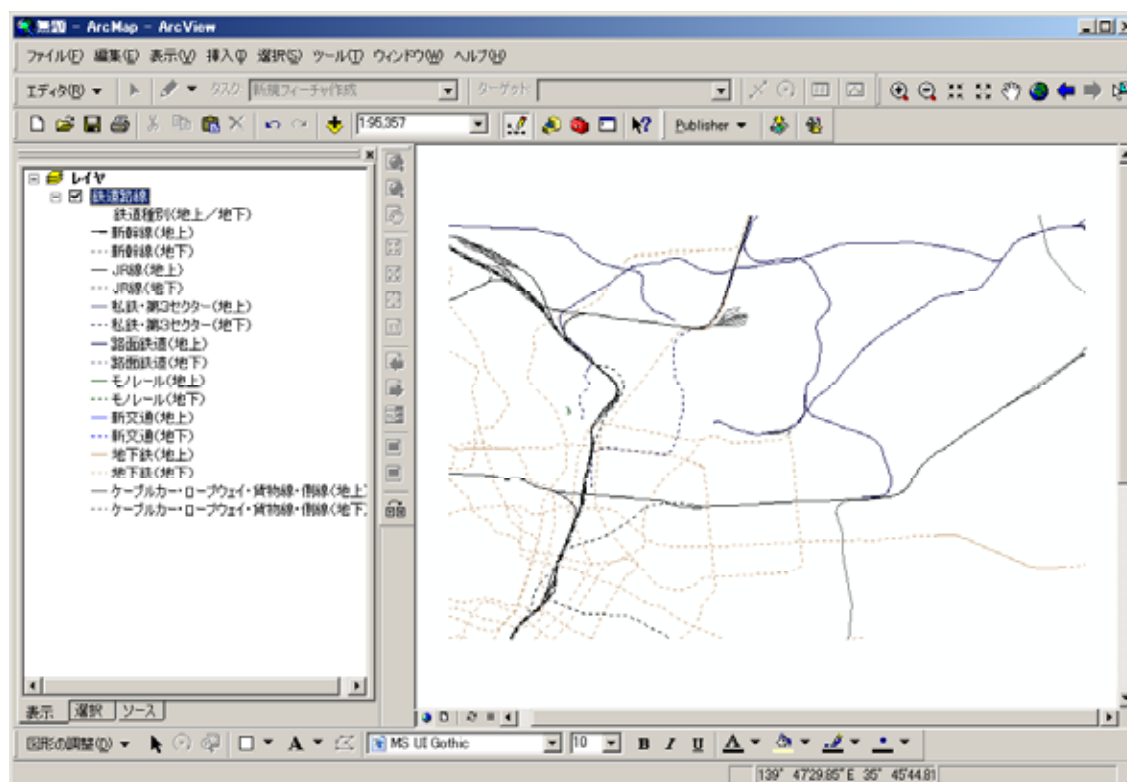 無題 - ArcMap - ArcView
ファイル(F) 編集(E) 表示(V) 挿入(I) 選択(S) ツール(T) ウィンドウ(W) ヘルプ(H)
エディタ(R) タスク 新規フィーチャ作成 ターゲット
1:95,357 Publisher
レイヤ
鉄道路線
鉄道種別(地上/地下)
新幹線(地上)
新幹線(地下)
JR線(地上)
JR線(地下)
私鉄・第3セクター(地上)
私鉄・第3セクター(地下)
路面鉄道(地上)
路面鉄道(地下)
モノレール(地上)
モノレール(地下)
新交通(地上)
新交通(地下)
地下鉄(地上)
地下鉄(地下)
ケーブルカー・ロープウェイ・貨物線・側線(地上)
ケーブルカー・ロープウェイ・貨物線・側線(地下)
表示 選択 ソース
図形の調整(D) A MS UI Gothic 10 B I U A
139° 47'29.85"E 35° 45'44.81